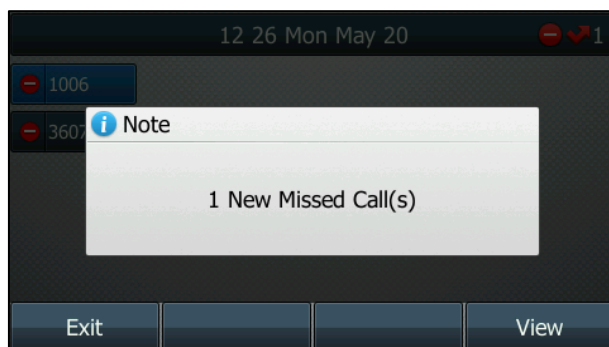 12 26 Mon May 20
1
1006
3607
Note
1 New Missed Call(s)
Exit
View